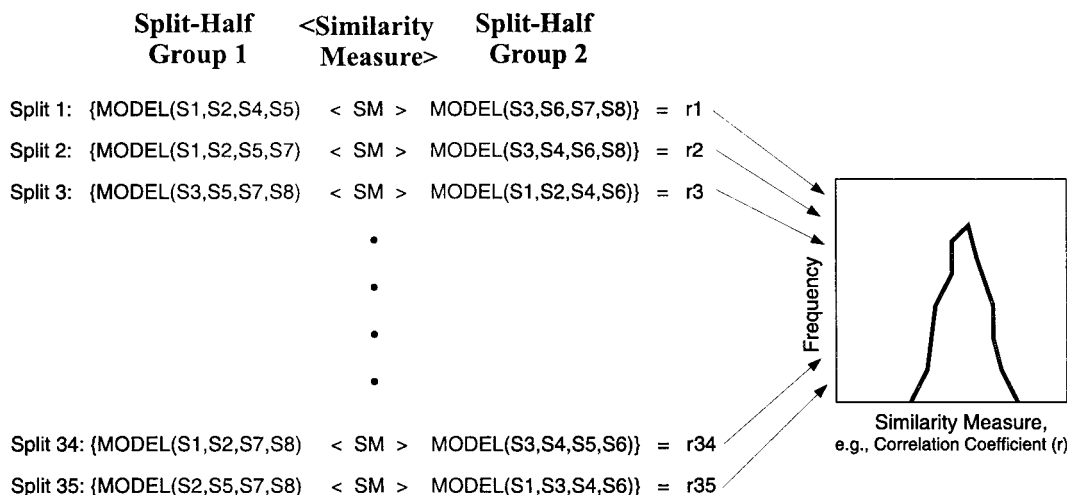 Split-Half Group 1 <Similarity Measure> Split-Half Group 2
Split 1: {MODEL(S1,S2,S4,S5) < SM > MODEL(S3,S6,S7,S8)} = r1
Split 2: {MODEL(S1,S2,S5,S7) < SM > MODEL(S3,S4,S6,S8)} = r2
Split 3: {MODEL(S3,S5,S7,S8) < SM > MODEL(S1,S2,S4,S6)} = r3
Split 34: {MODEL(S1,S2,S7,S8) < SM > MODEL(S3,S4,S5,S6)} = r34
Split 35: {MODEL(S2,S5,S7,S8) < SM > MODEL(S1,S3,S4,S6)} = r35
Frequency
Similarity Measure,
e.g., Correlation Coefficient (r)